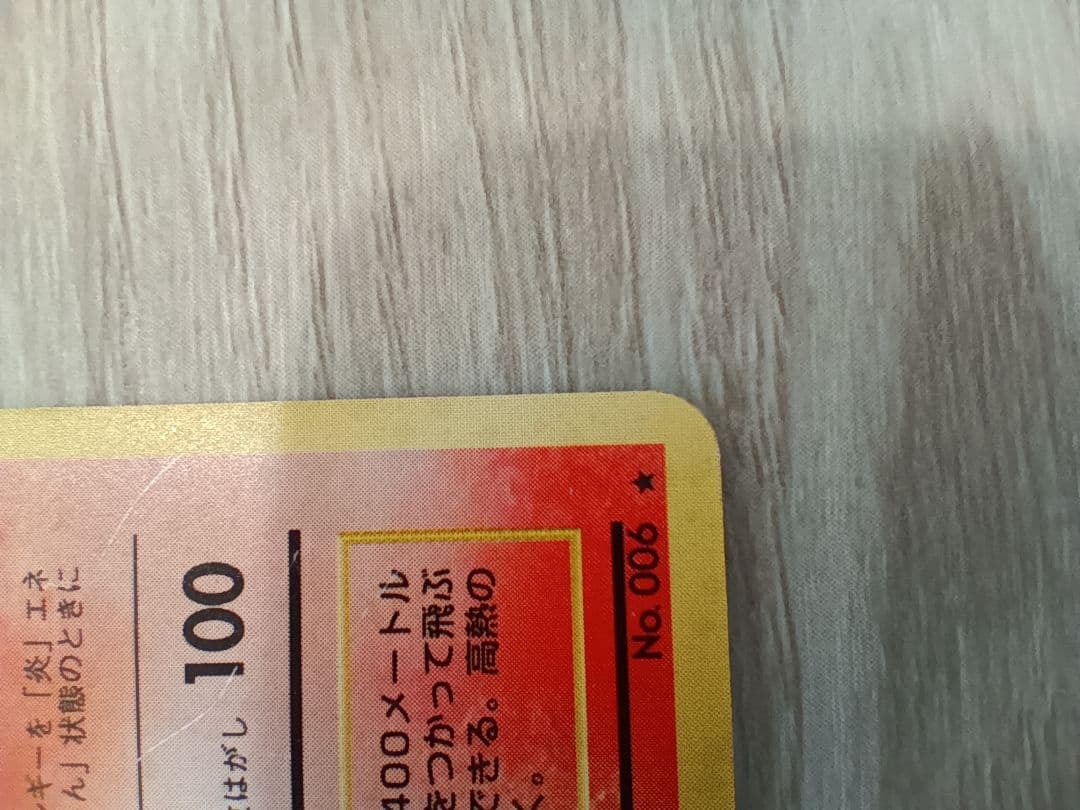 ギーを「炎」エネ
ん」状態のときに
はがし 100
400メートル
をつかって飛ぶ
できる。高熱の
く。
No. 006 ★